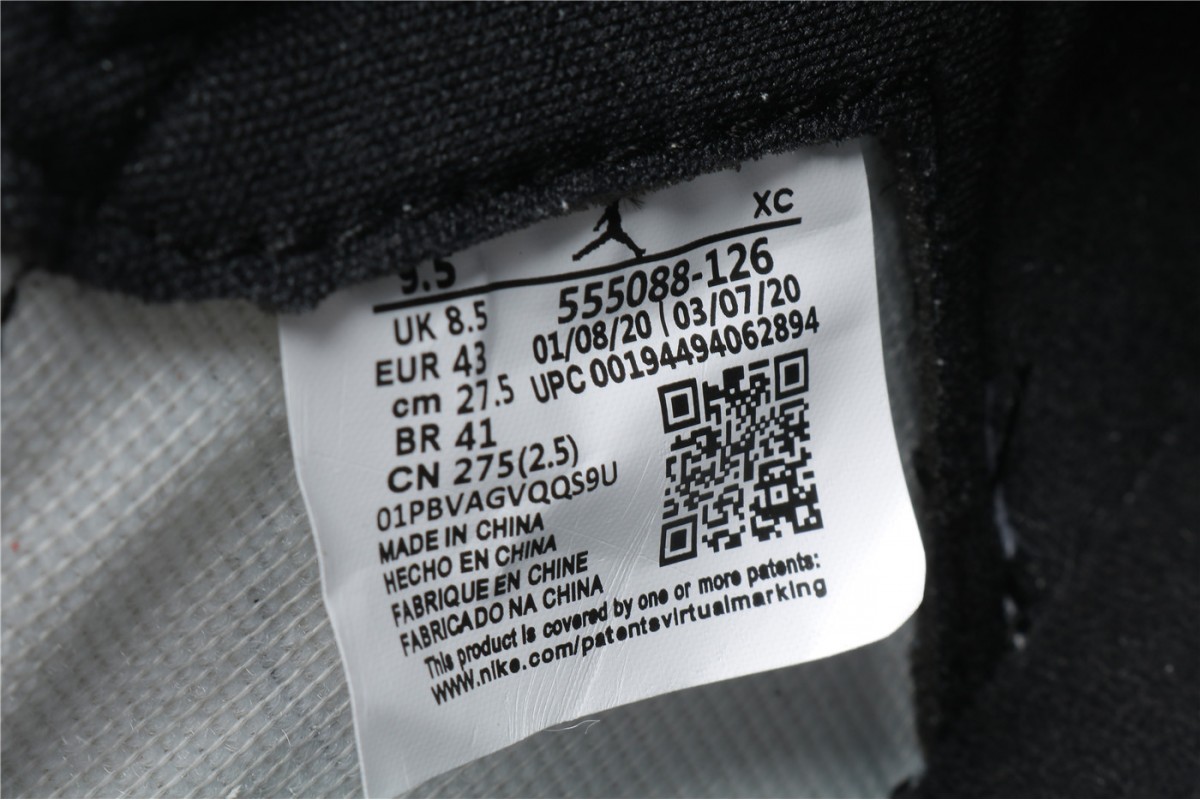 XC
9.5
555088-126
UK 8.5
01/08/20 | 03/07/20
EUR 43
UPC 00194494062894
cm 27.5
BR 41
CN 275(2.5)
01PBVAGVQQS9U
MADE IN CHINA
HECHO EN CHINA
FABRIQUE EN CHINE
FABRICADO NA CHINA
This product is covered by one or more patents:
www.nike.com/patentsvirtualmarking